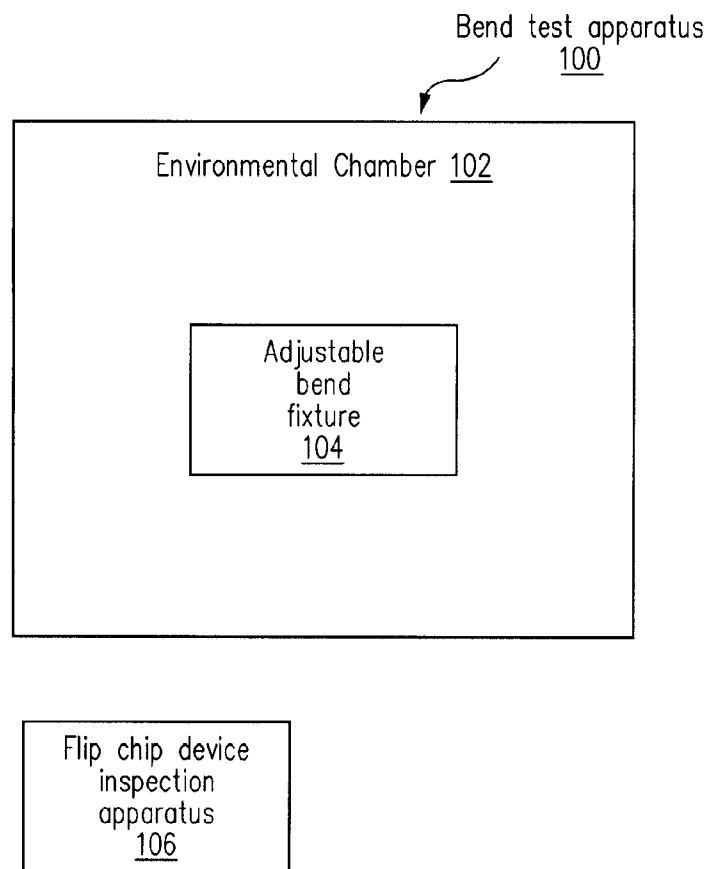 Bend test apparatus
100
Environmental Chamber 102
Adjustable
bend
fixture
104
Flip chip device
inspection
apparatus
106